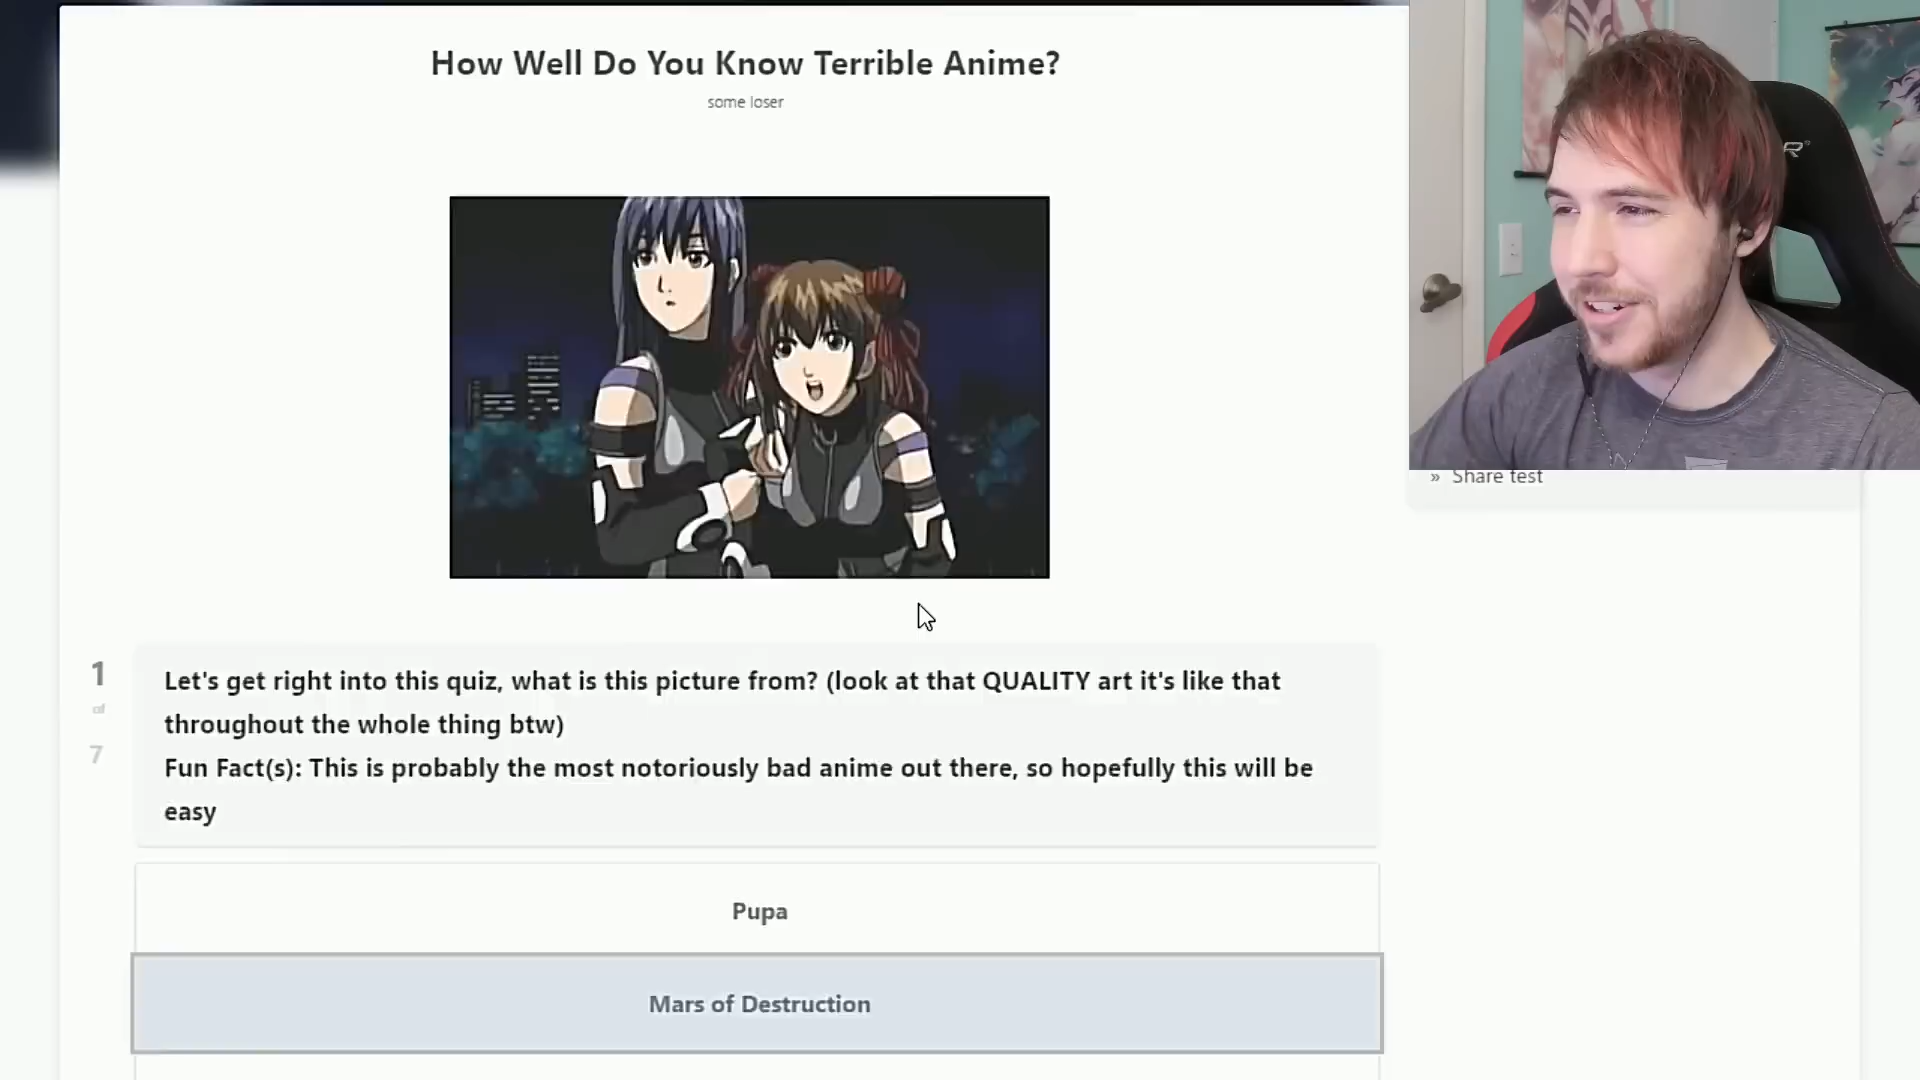 How Well Do You Know Terrible Anime?
some loser
» Share test
1
of
7
Let's get right into this quiz, what is this picture from? (look at that QUALITY art it's like that
throughout the whole thing btw)
Fun Fact(s): This is probably the most notoriously bad anime out there, so hopefully this will be
easy
Pupa
Mars of Destruction